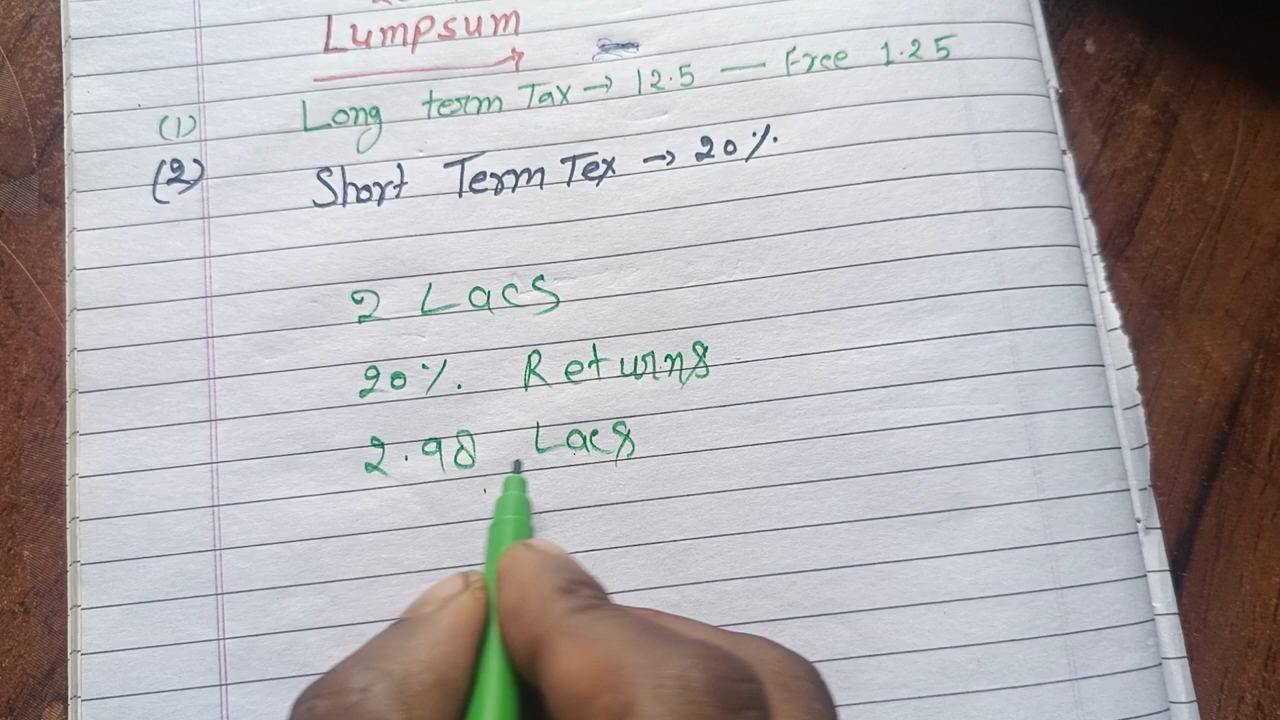 Lumpsum
(1) Long term Tax → 12.5 — Free 1.25
(2) Short Term Tex → 20%.
2 Lacs
20%. Returns
2.98 Lacs